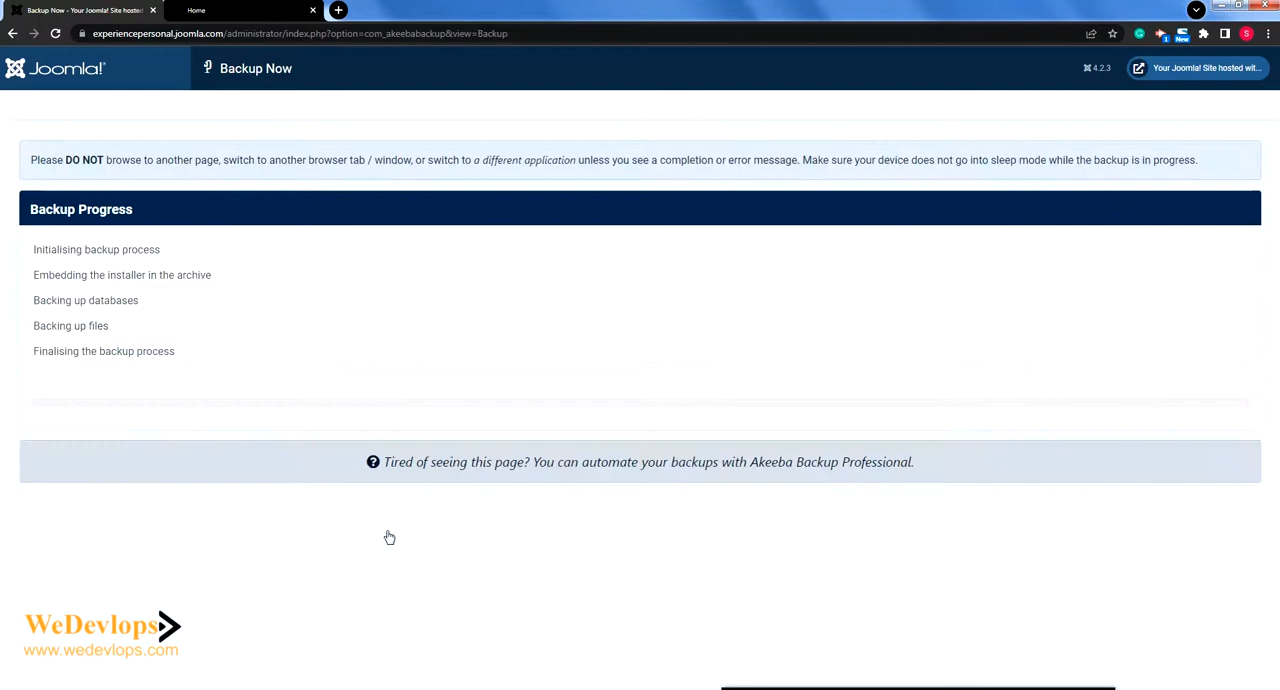 Backup Now - Your Joomla! Site hosted
Home
experiencepersonal.joomla.com/administrator/index.php?option=com_akeebabackup&view=Backup
1
New
S
Joomla!®
Backup Now
4.2.3
Your Joomla! Site hosted wit...
Please DO NOT browse to another page, switch to another browser tab / window, or switch to a different application unless you see a completion or error message. Make sure your device does not go into sleep mode while the backup is in progress.
Backup Progress
Initialising backup process
Embedding the installer in the archive
Backing up databases
Backing up files
Finalising the backup process
Tired of seeing this page? You can automate your backups with Akeeba Backup Professional.
WeDevlops
www.wedevlops.com